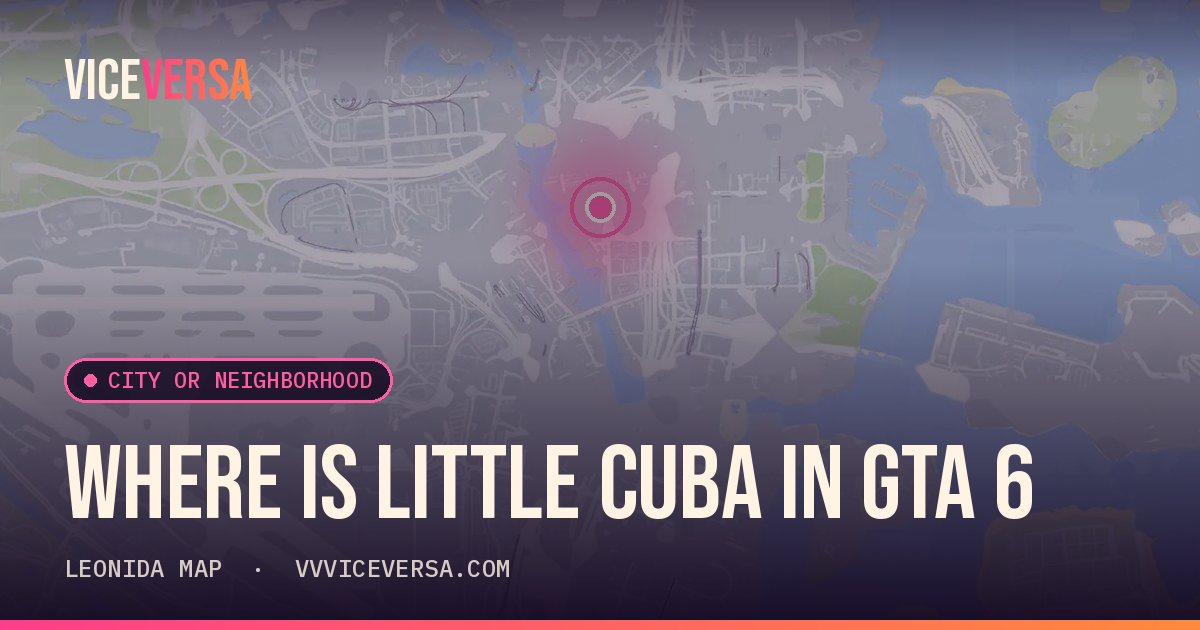 VICEVERSA
CITY OR NEIGHBORHOOD
WHERE IS LITTLE CUBA IN GTA 6
LEONIDA MAP · VVVICEVERSA.COM